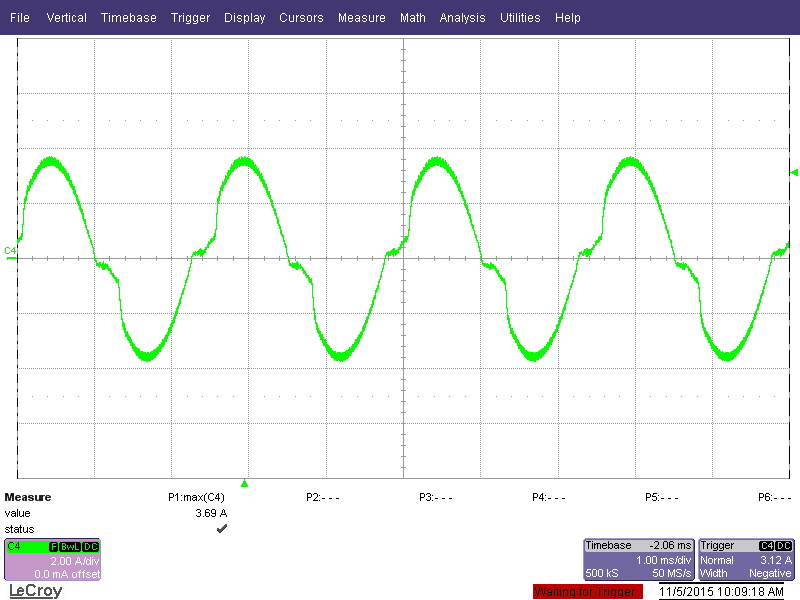 File Vertical Timebase Trigger Display Cursors Measure Math Analysis Utilities Help
C4
Measure P1:max(C4) P2:- - - P3:- - - P4:- - - P5:- - - P6:- - -
value 3.69 A
status
C4 F BwL DC
2.00 A/div
0.0 mA offset
Timebase -2.06 ms
1.00 ms/div
500 kS 50 MS/s
Trigger C4 DC
Normal 3.12 A
Width Negative
LeCroy
Waiting for Trigger 11/5/2015 10:09:18 AM